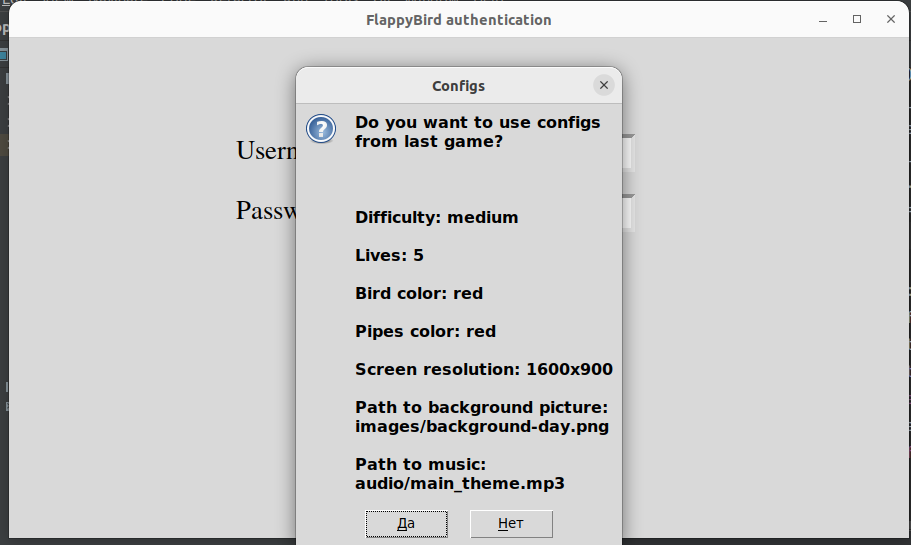 FlappyBird authentication
Configs
Do you want to use configs
from last game?
Difficulty: medium
Lives: 5
Bird color: red
Pipes color: red
Screen resolution: 1600x900
Path to background picture:
images/background-day.png
Path to music:
audio/main_theme.mp3
Да
Нет